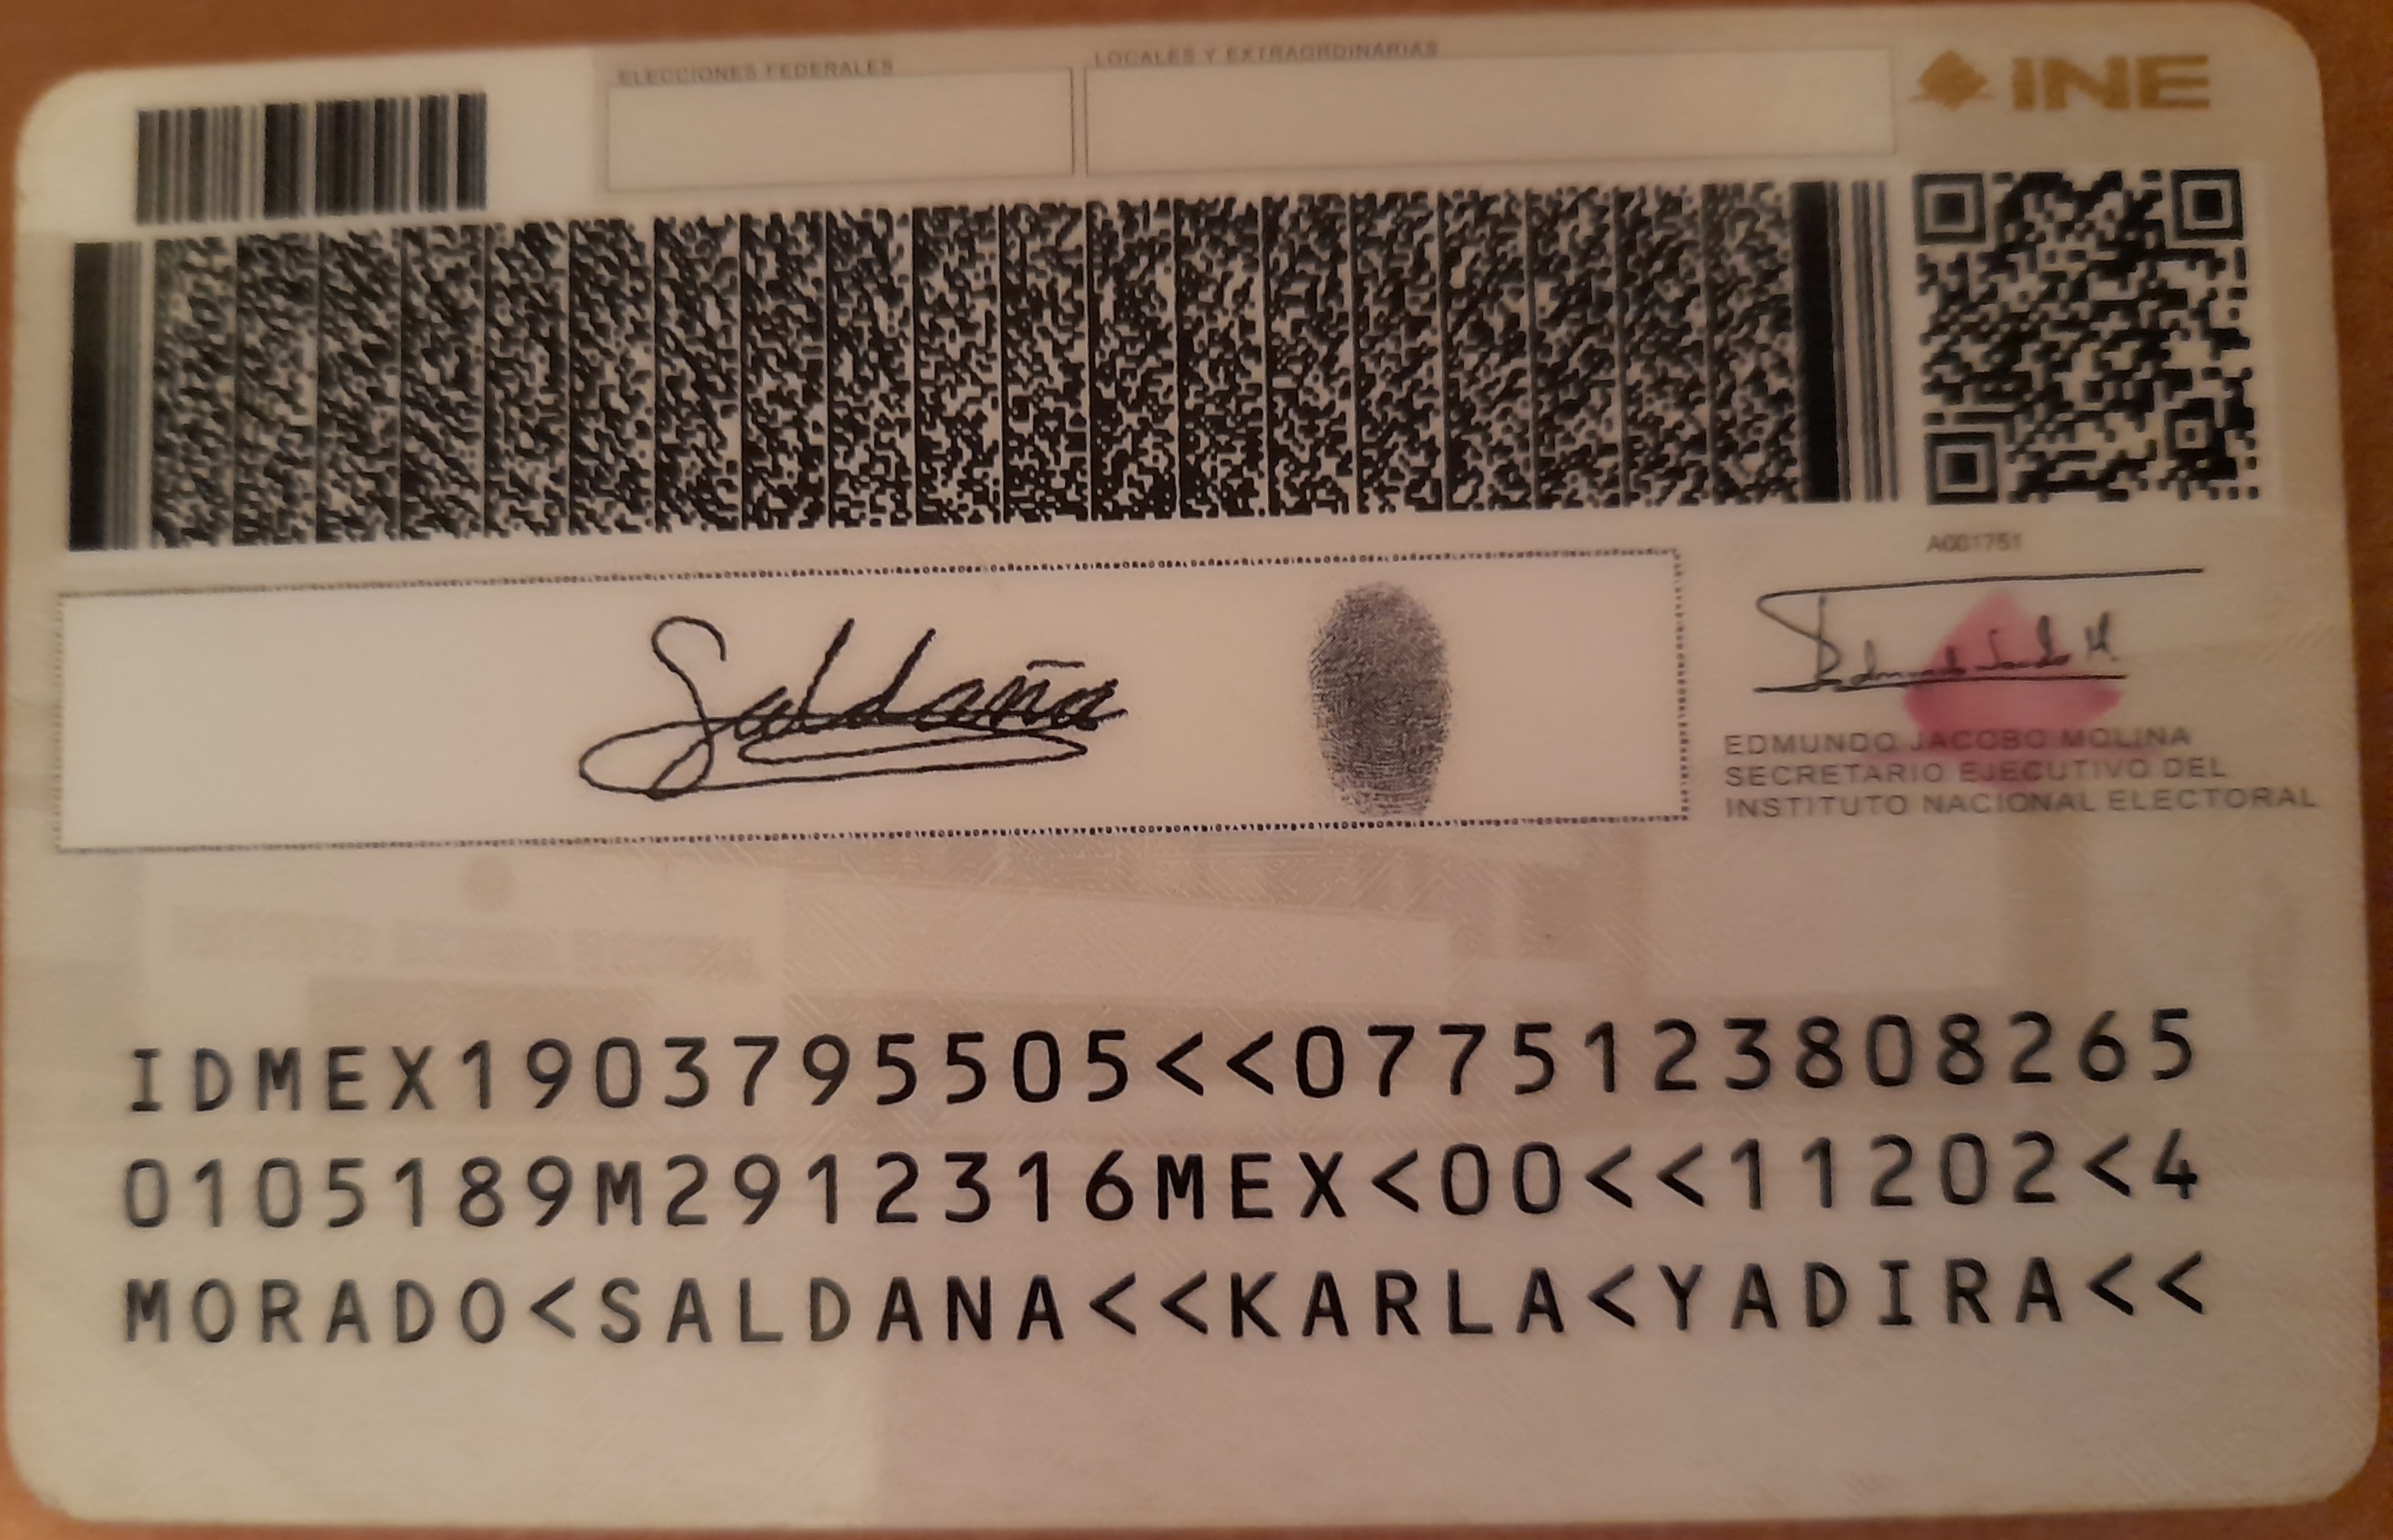 ELECCIONES FEDERALES
LOCALES Y EXTRAORDINARIAS
INE
A001751
Saldaña
EDMUNDO JACOBO MOLINA
SECRETARIO EJECUTIVO DEL
INSTITUTO NACIONAL ELECTORAL
IDMEX1903795505<<0775123808265
0105189M2912316MEX<00<<11202<4
MORADO<SALDANA<<KARLA<YADIRA<<